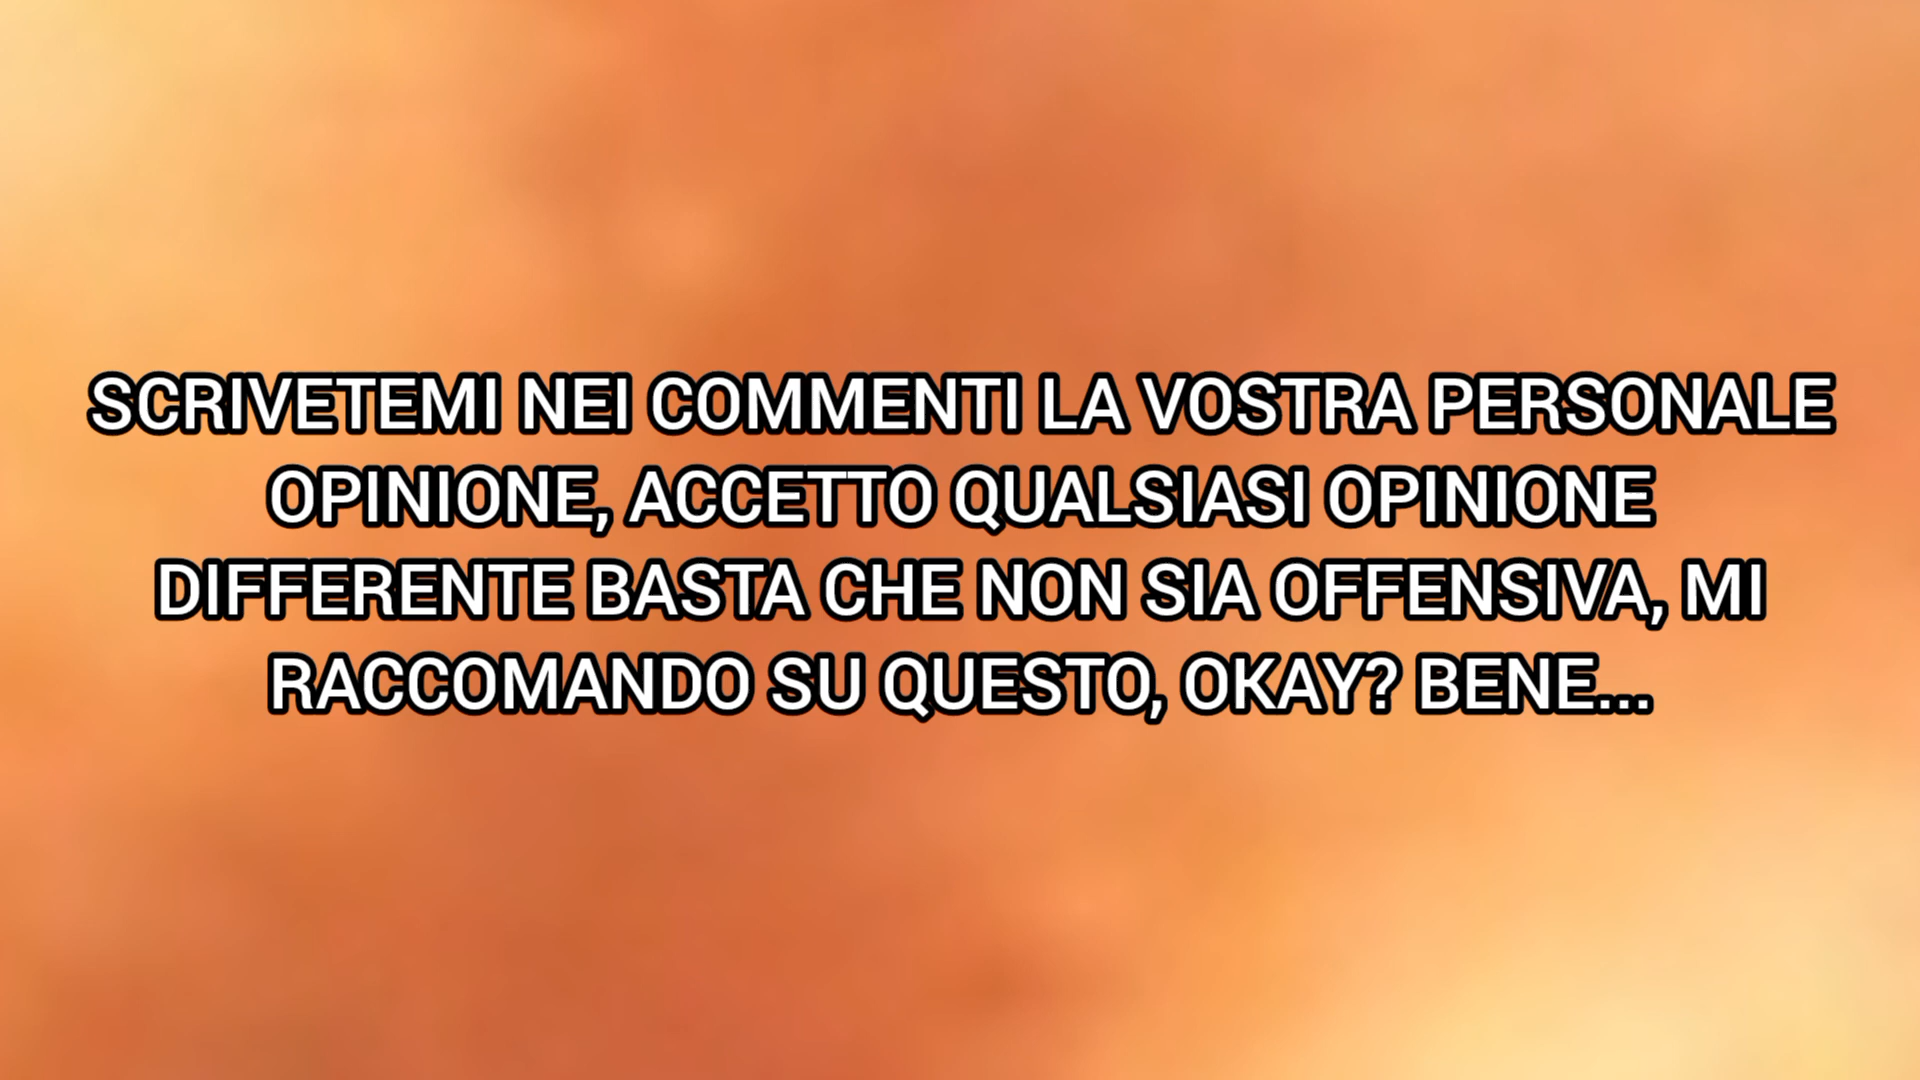 SCRIVETEMI NEI COMMENTI LA VOSTRA PERSONALE
OPINIONE, ACCETTO QUALSIASI OPINIONE
DIFFERENTE BASTA CHE NON SIA OFFENSIVA, MI
RACCOMANDO SU QUESTO, OKAY? BENE...